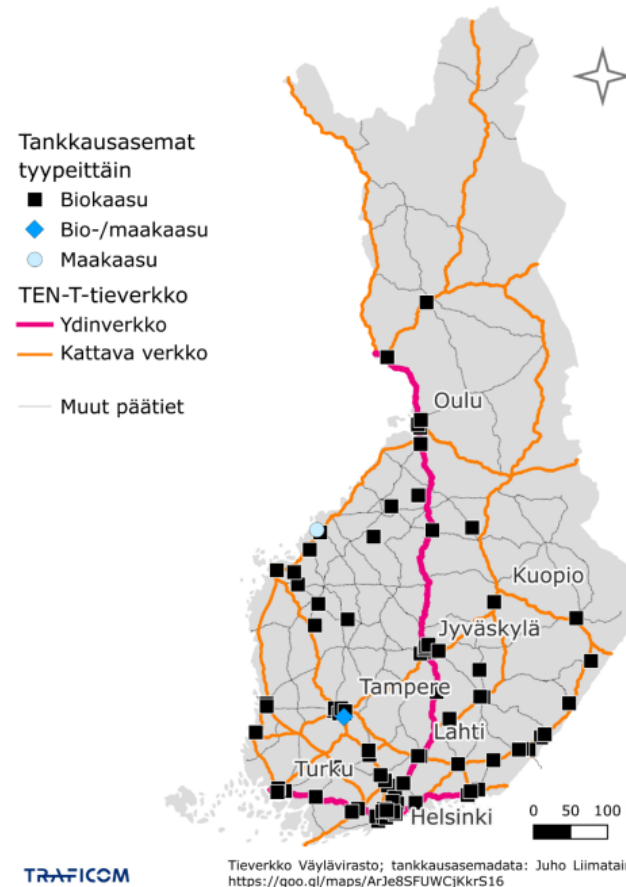 Tankkausasemat
tyypeittäin
Biokaasu
Bio-/maakaasu
Maakaasu
TEN-T-tieverkko
Ydinverkko
Kattava verkko
Muut päätiet
Oulu
Kuopio
Jyväskylä
Tampere
Lahti
Turku
Helsinki
0 50 100
TRAFICOM
Tieverkko Väylävirasto; tankkausasemadata: Juho Liimatai
https://goo.gl/maps/ArJe8SFUWCjKkrS16